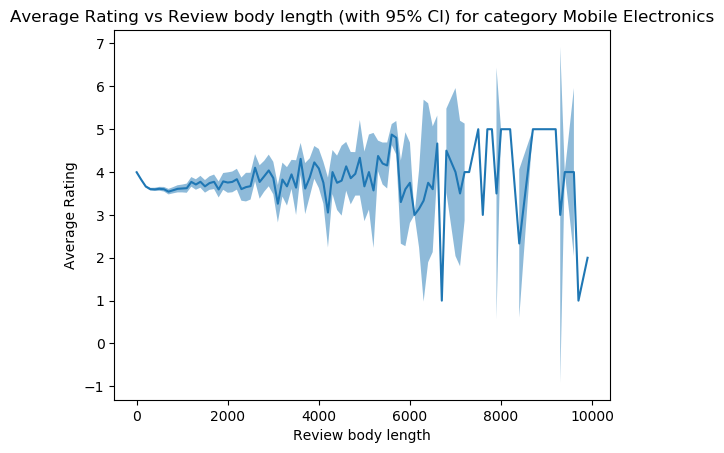 Average Rating vs Review body length (with 95% CI) for category Mobile Electronics
7
6
5
4
3
2
1
0
−1
Average Rating
0 2000 4000 6000 8000 10000
Review body length